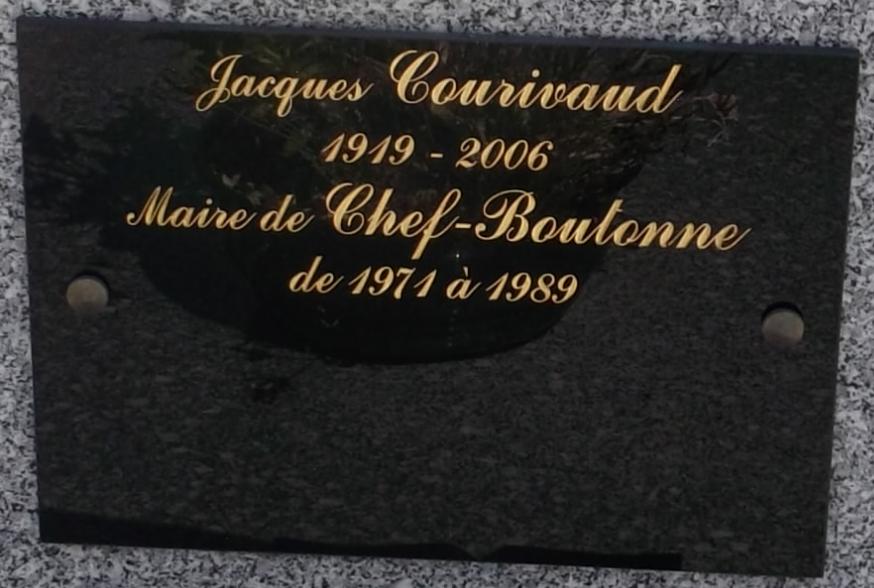 Jacques Courivaud
1919 - 2006
Maire de Chef-Boutonne
de 1971 à 1989